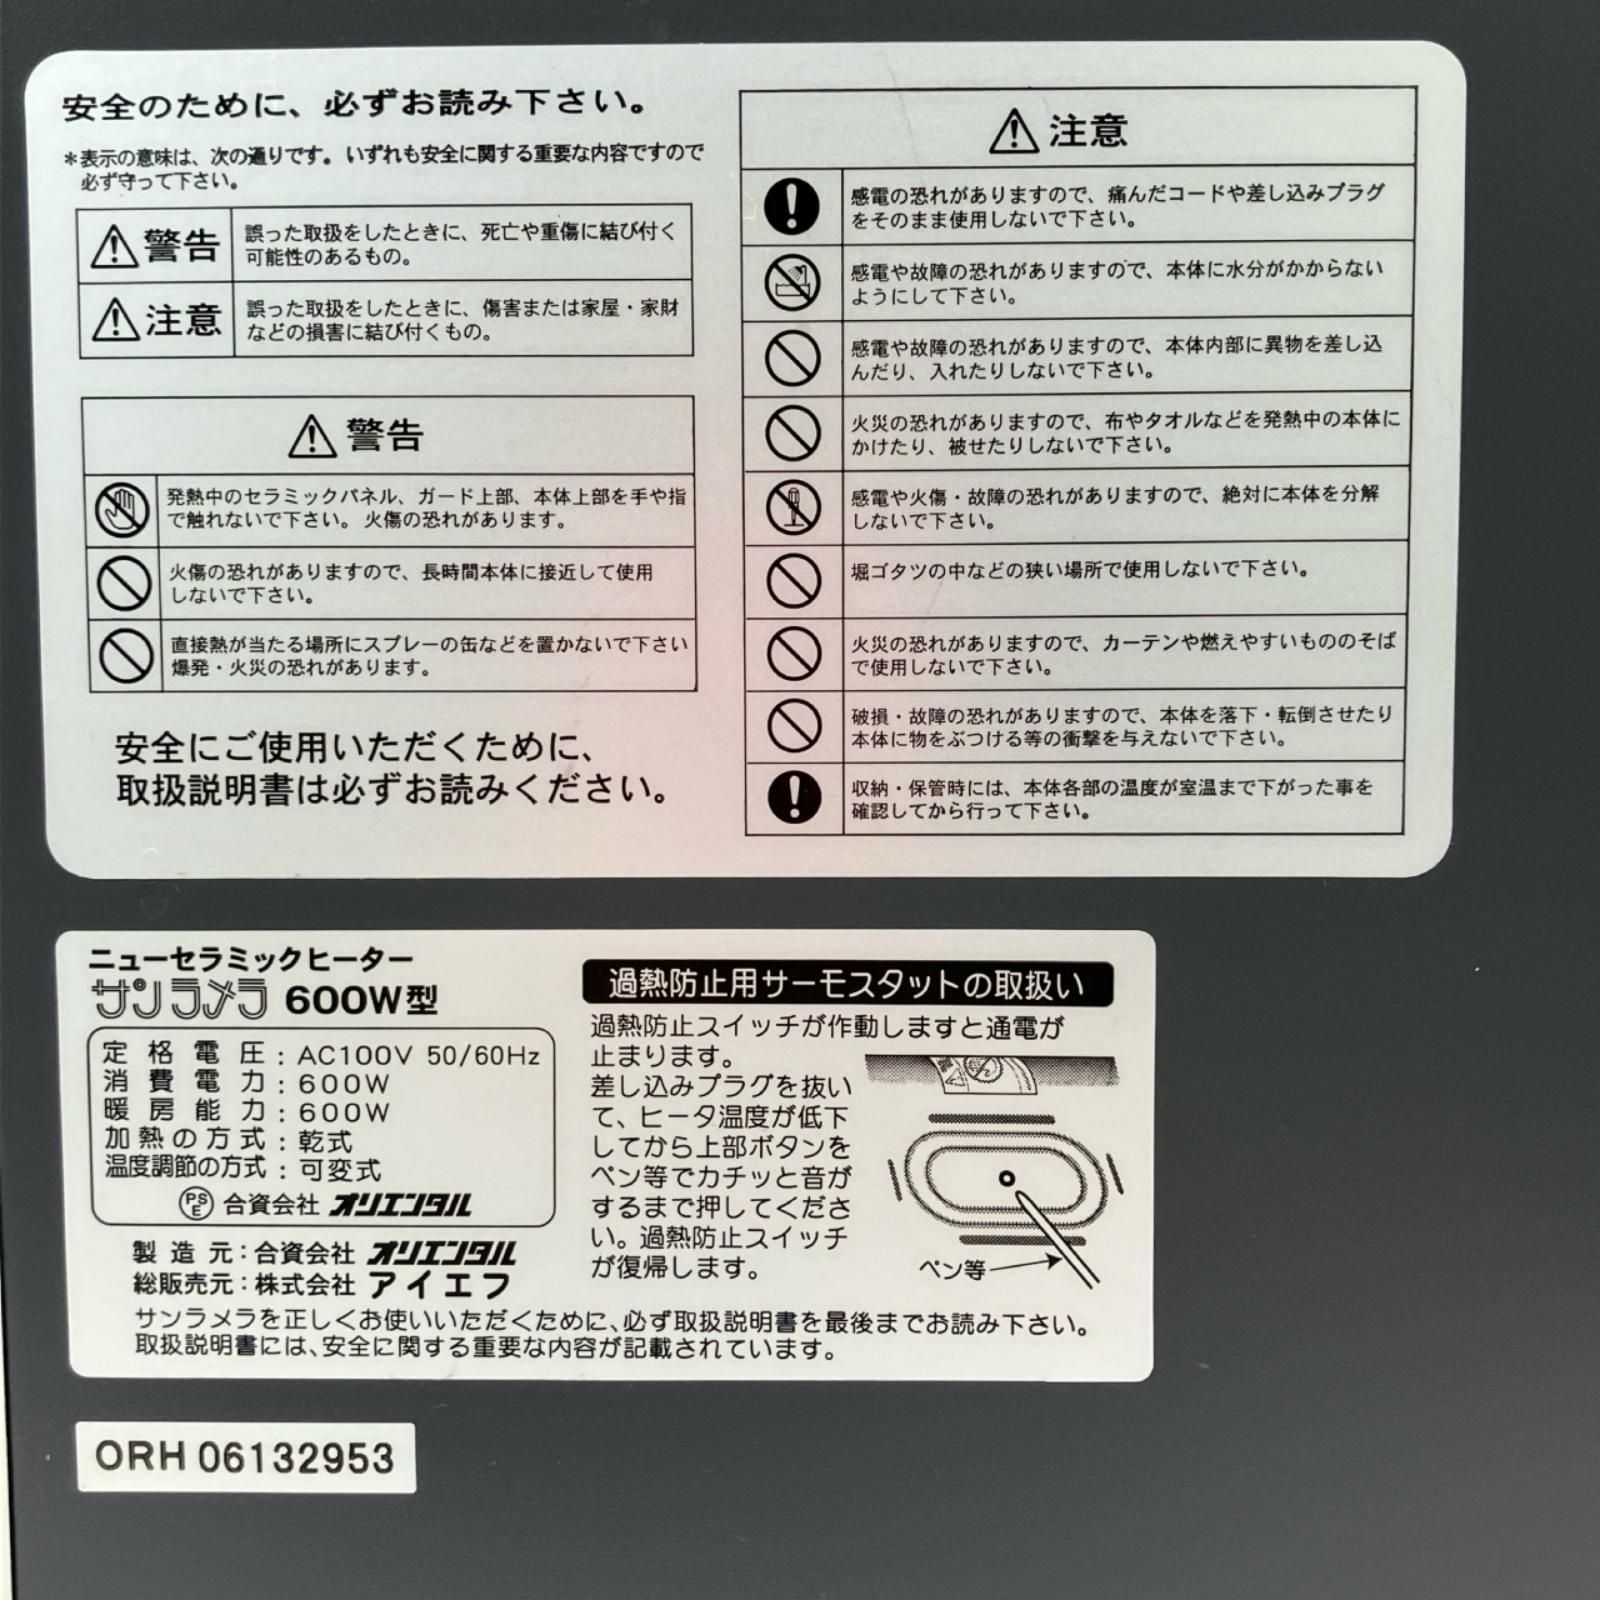 安全のために、必ずお読み下さい。
＊表示の意味は、次の通りです。いずれも安全に関する重要な内容ですので
必ず守って下さい。
警告
誤った取扱をしたときに、死亡や重傷に結び付く
可能性のあるもの。
注意
誤った取扱をしたときに、傷害または家屋・家財
などの損害に結び付くもの。
警告
発熱中のセラミックパネル、ガード上部、本体上部を手や指
で触れないで下さい。火傷の恐れがあります。
火傷の恐れがありますので、長時間本体に接近して使用
しないで下さい。
直接熱が当たる場所にスプレーの缶などを置かないで下さい
爆発・火災の恐れがあります。
安全にご使用いただくために、
取扱説明書は必ずお読みください。
注意
感電の恐れがありますので、痛んだコードや差し込みプラグ
をそのまま使用しないで下さい。
感電や故障の恐れがありますので、本体に水分がかからない
ようにして下さい。
感電や故障の恐れがありますので、本体内部に異物を差し込
んだり、入れたりしないで下さい。
火災の恐れがありますので、布やタオルなどを発熱中の本体に
かけたり、被せたりしないで下さい。
感電や火傷・故障の恐れがありますので、絶対に本体を分解
しないで下さい。
堀ゴタツの中などの狭い場所で使用しないで下さい。
火災の恐れがありますので、カーテンや燃えやすいもののそば
で使用しないで下さい。
破損・故障の恐れがありますので、本体を落下・転倒させたり
本体に物をぶつける等の衝撃を与えないで下さい。
収納・保管時には、本体各部の温度が室温まで下がった事を
確認してから行って下さい。
ニューセラミックヒーター
サンラメラ 600W型
定格電圧：AC100V 50/60Hz
消費電力：600W
暖房能力：600W
加熱の方式：乾式
温度調節の方式：可変式
PSE 合資会社 オリエンタル
製造元：合資会社 オリエンタル
総販売元：株式会社 アイエフ
過熱防止用サーモスタットの取扱い
過熱防止スイッチが作動しますと通電が
止まります。
差し込みプラグを抜い
て、ヒータ温度が低下
してから上部ボタンを
ペン等でカチッと音が
するまで押してくださ
い。過熱防止スイッチ
が復帰します。
ペン等
サンラメラを正しくお使いいただくために、必ず取扱説明書を最後までお読み下さい。
取扱説明書には、安全に関する重要な内容が記載されています。
ORH 06132953